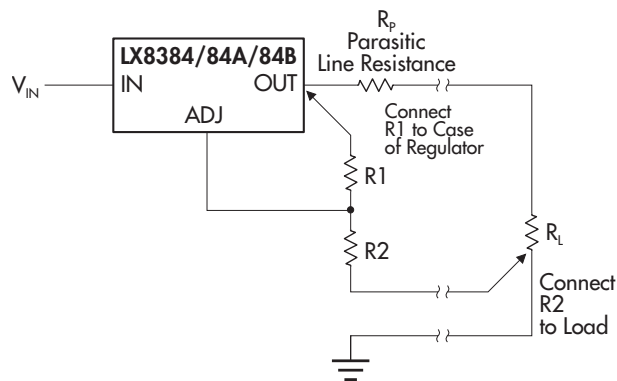 R_P
Parasitic
Line Resistance
LX8384/84A/84B
V_IN
IN
OUT
ADJ
Connect
R1 to Case
of Regulator
R1
R2
R_L
Connect
R2
to Load